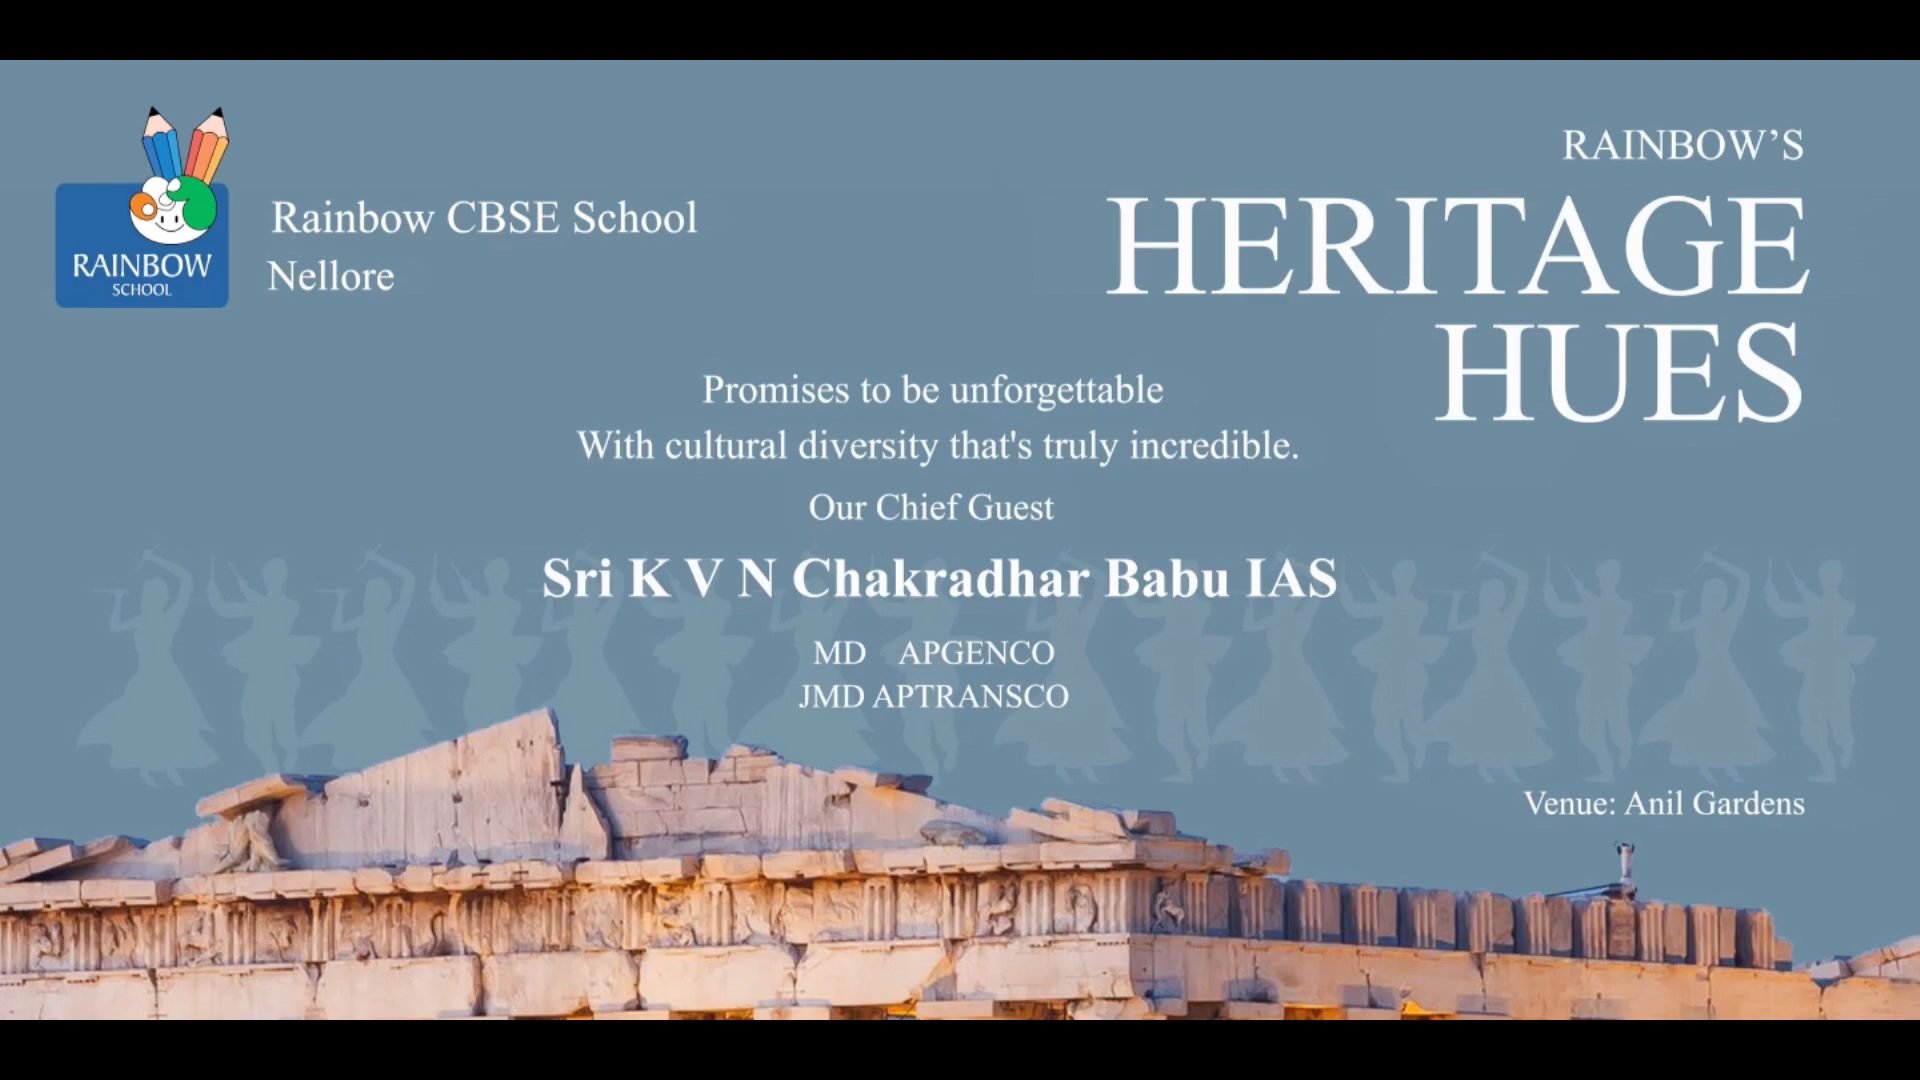 RAINBOW
SCHOOL
Rainbow CBSE School
Nellore
RAINBOW’S
HERITAGE
HUES
Promises to be unforgettable
With cultural diversity that's truly incredible.
Our Chief Guest
Sri K V N Chakradhar Babu IAS
MD APGENCO
JMD APTRANSCO
Venue: Anil Gardens